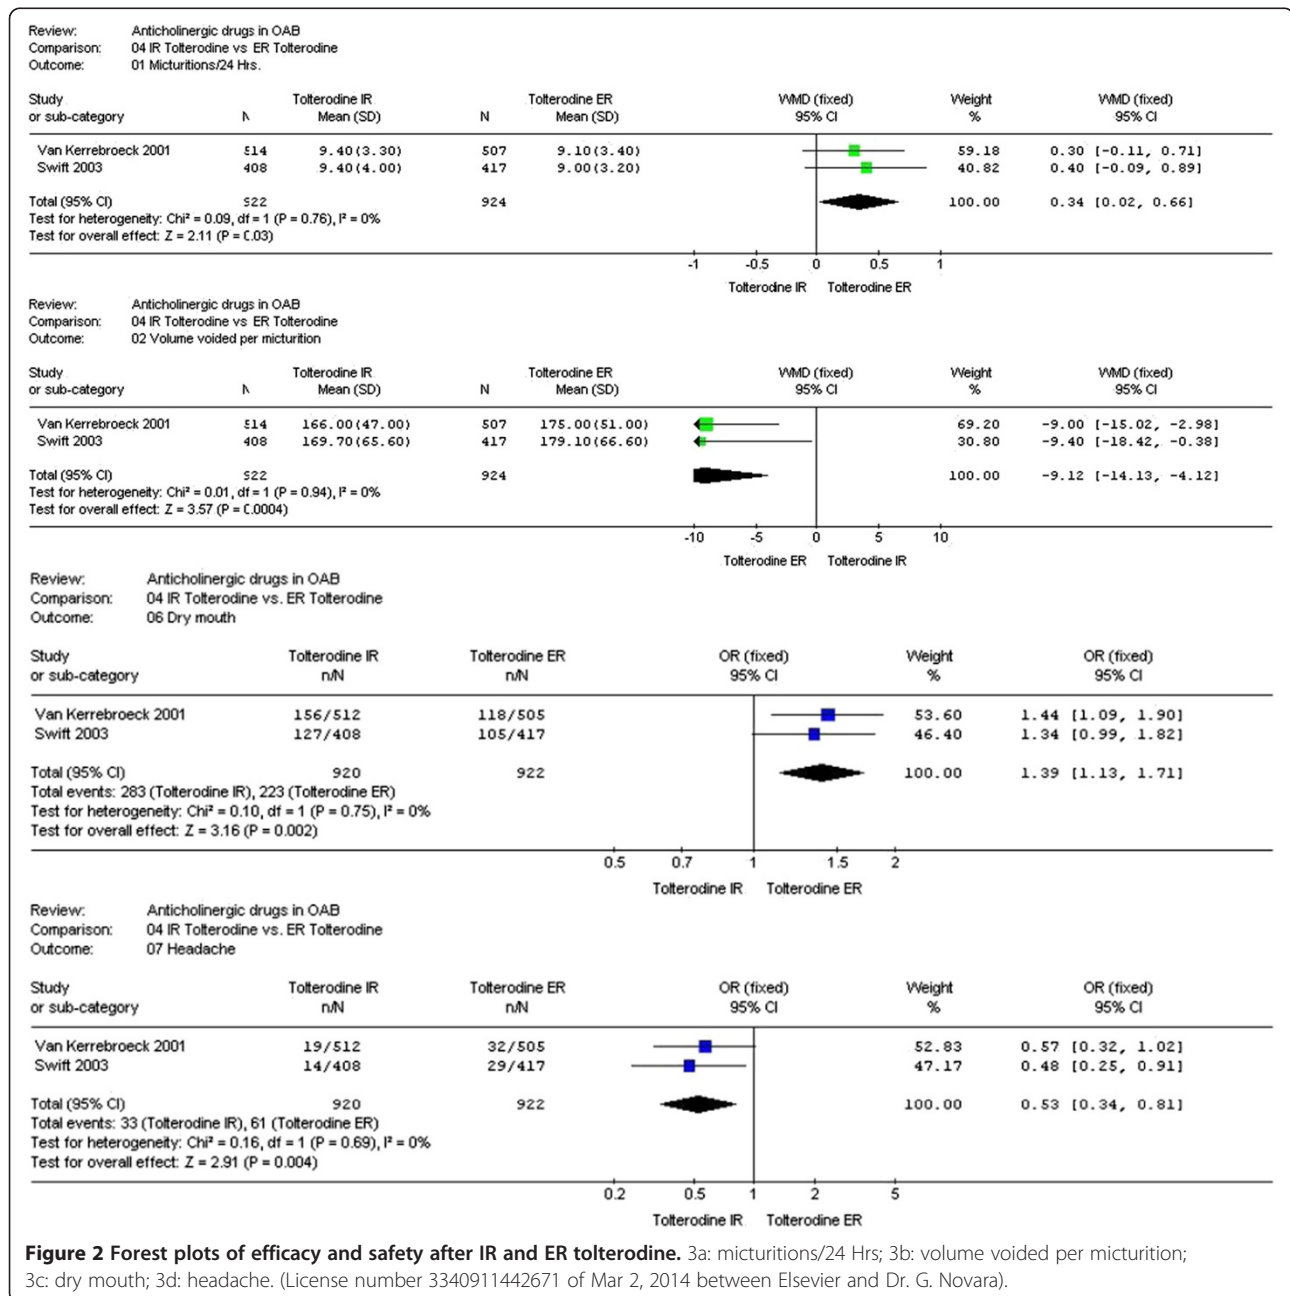 Review: Anticholinergic drugs in OAB
Comparison: 04 IR Tolterodine vs ER Tolterodine
Outcome: 01 Micturitions/24 Hrs.
Study Tolterodine IR Tolterodine ER WMD (fixed) Weight WMD (fixed)
or sub-category N Mean (SD) N Mean (SD) 95% CI % 95% CI
Van Kerrebroeck 2001 514 9.40(3.30) 507 9.10(3.40) 59.18 0.30 [-0.11, 0.71]
Swift 2003 408 9.40(4.00) 417 9.00(3.20) 40.82 0.40 [-0.09, 0.89]
Total (95% CI) 922 924 100.00 0.34 [0.02, 0.66]
Test for heterogeneity: Chi² = 0.09, df = 1 (P = 0.76), I² = 0%
Test for overall effect: Z = 2.11 (P = 0.03)
-1 -0.5 0 0.5 1
Tolterodine IR Tolterodine ER
Review: Anticholinergic drugs in OAB
Comparison: 04 IR Tolterodine vs ER Tolterodine
Outcome: 02 Volume voided per micturition
Study Tolterodine IR Tolterodine ER WMD (fixed) Weight WMD (fixed)
or sub-category N Mean (SD) N Mean (SD) 95% CI % 95% CI
Van Kerrebroeck 2001 514 166.00(47.00) 507 175.00(51.00) 69.20 -9.00 [-15.02, -2.98]
Swift 2003 408 169.70(65.60) 417 179.10(66.60) 30.80 -9.40 [-18.42, -0.38]
Total (95% CI) 922 924 100.00 -9.12 [-14.13, -4.12]
Test for heterogeneity: Chi² = 0.01, df = 1 (P = 0.94), I² = 0%
Test for overall effect: Z = 3.57 (P = 0.0004)
-10 -5 0 5 10
Tolterodine ER Tolterodine IR
Review: Anticholinergic drugs in OAB
Comparison: 04 IR Tolterodine vs. ER Tolterodine
Outcome: 06 Dry mouth
Study Tolterodine IR Tolterodine ER OR (fixed) Weight OR (fixed)
or sub-category n/N n/N 95% CI % 95% CI
Van Kerrebroeck 2001 156/512 118/505 53.60 1.44 [1.09, 1.90]
Swift 2003 127/408 105/417 46.40 1.34 [0.99, 1.82]
Total (95% CI) 920 922 100.00 1.39 [1.13, 1.71]
Total events: 283 (Tolterodine IR), 223 (Tolterodine ER)
Test for heterogeneity: Chi² = 0.10, df = 1 (P = 0.75), I² = 0%
Test for overall effect: Z = 3.16 (P = 0.002)
0.5 0.7 1 1.5 2
Tolterodine IR Tolterodine ER
Review: Anticholinergic drugs in OAB
Comparison: 04 IR Tolterodine vs. ER Tolterodine
Outcome: 07 Headache
Study Tolterodine IR Tolterodine ER OR (fixed) Weight OR (fixed)
or sub-category n/N n/N 95% CI % 95% CI
Van Kerrebroeck 2001 19/512 32/505 52.83 0.57 [0.32, 1.02]
Swift 2003 14/408 29/417 47.17 0.48 [0.25, 0.91]
Total (95% CI) 920 922 100.00 0.53 [0.34, 0.81]
Total events: 33 (Tolterodine IR), 61 (Tolterodine ER)
Test for heterogeneity: Chi² = 0.16, df = 1 (P = 0.69), I² = 0%
Test for overall effect: Z = 2.91 (P = 0.004)
0.2 0.5 1 2 5
Tolterodine IR Tolterodine ER
Figure 2 Forest plots of efficacy and safety after IR and ER tolterodine. 3a: micturitions/24 Hrs; 3b: volume voided per micturition;
3c: dry mouth; 3d: headache. (License number 3340911442671 of Mar 2, 2014 between Elsevier and Dr. G. Novara).